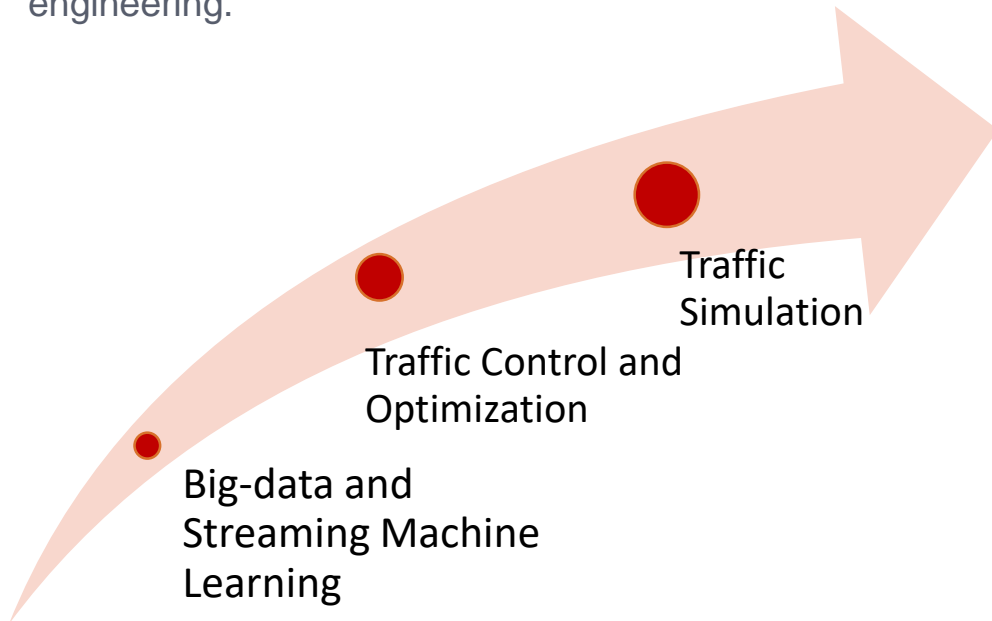 engineering.
Traffic
Simulation
Traffic Control and
Optimization
Big-data and
Streaming Machine
Learning